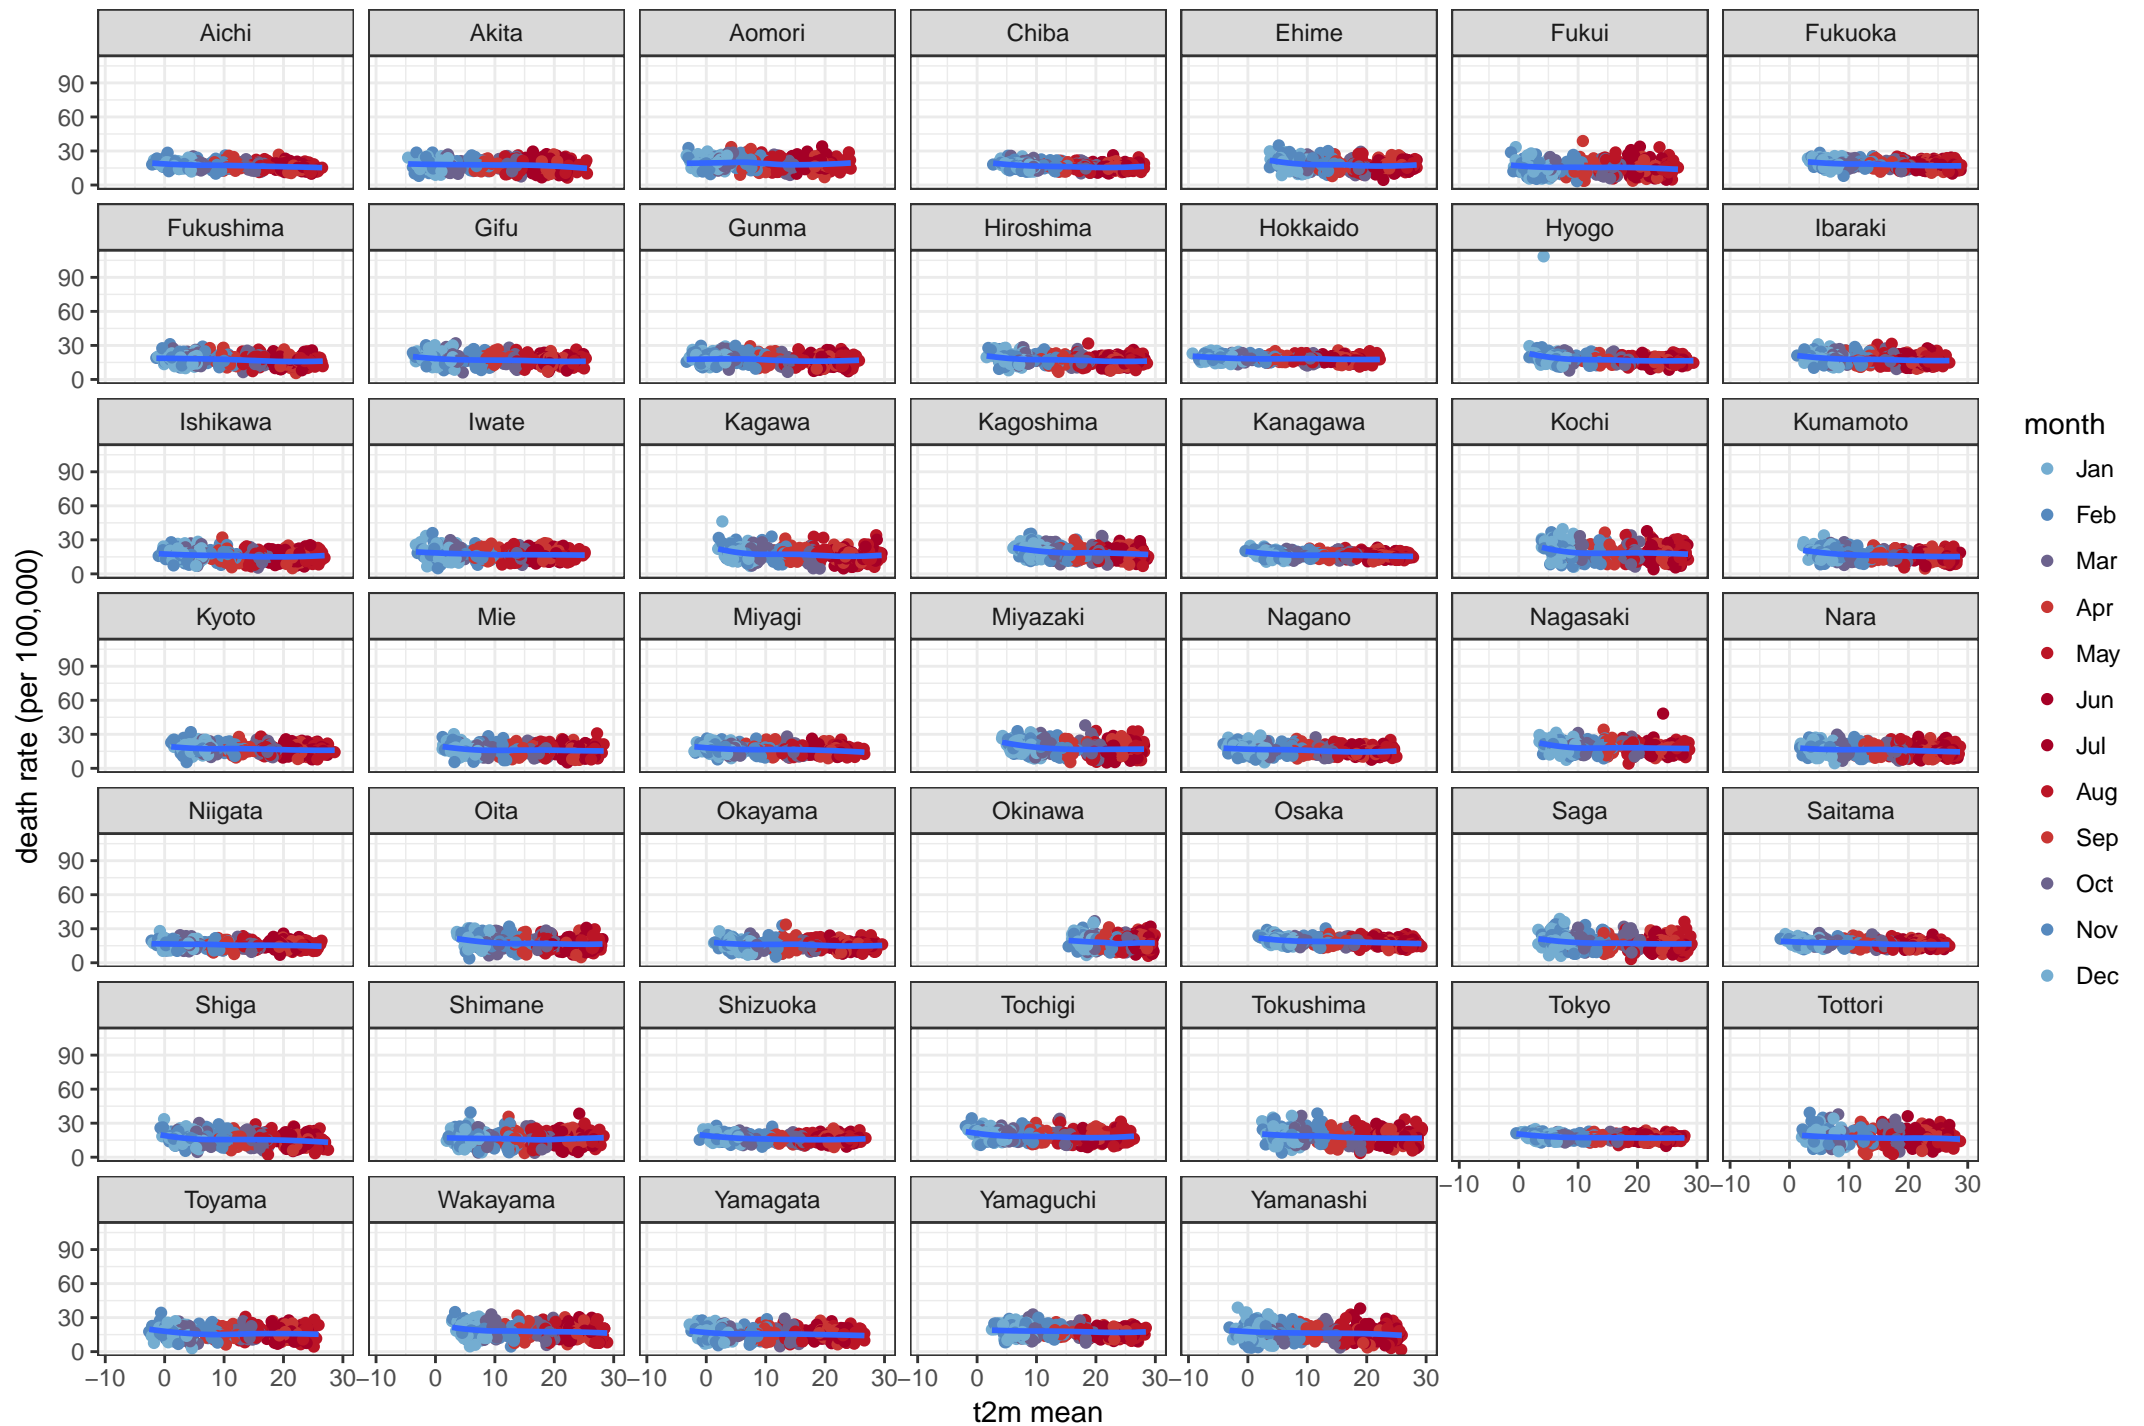 Aichi Akita Aomori Chiba Ehime Fukui Fukuoka
90
60
30
0
Fukushima Gifu Gunma Hiroshima Hokkaido Hyogo Ibaraki
90
60
30
0
Ishikawa Iwate Kagawa Kagoshima Kanagawa Kochi Kumamoto
90
60
30
0
Kyoto Mie Miyagi Miyazaki Nagano Nagasaki Nara
90
60
30
0
Niigata Oita Okayama Okinawa Osaka Saga Saitama
90
60
30
0
Shiga Shimane Shizuoka Tochigi Tokushima Tokyo Tottori
90
60
30
0
−10 0 10 20 30 −10 0 10 20 30
Toyama Wakayama Yamagata Yamaguchi Yamanashi
90
60
30
0
−10 0 10 20 30 −10 0 10 20 30 −10 0 10 20 30 −10 0 10 20 30 −10 0 10 20 30
t2m mean
death rate (per 100,000)
month
Jan
Feb
Mar
Apr
May
Jun
Jul
Aug
Sep
Oct
Nov
Dec